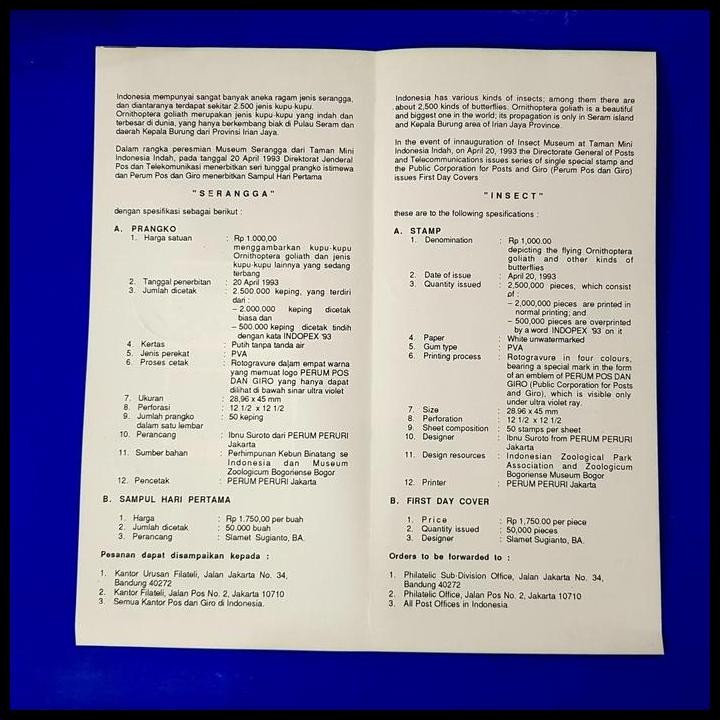 Indonesia mempunyai sangat banyak aneka ragam jenis serangga,
dan diantaranya terdapat sekitar 2.500 jenis kupu-kupu.
Ornithoptera goliath merupakan jenis kupu-kupu yang indah dan
terbesar di dunia, yang hanya berkembang biak di Pulau Seram dan
daerah Kepala Burung dari Provinsi Irian Jaya.
Dalam rangka peresmian Museum Serangga dari Taman Mini
Indonesia Indah, pada tanggal 20 April 1993 Direktorat Jenderal
Pos dan Telekomunikasi menerbitkan seri tunggal prangko istimewa
dan Perum Pos dan Giro menerbitkan Sampul Hari Pertama
"SERANGGA"
dengan spesifikasi sebagai berikut :
A. PRANGKO
1. Harga satuan : Rp 1.000,00
menggambarkan kupu-kupu
Ornithoptera goliath dan jenis
kupu-kupu lainnya yang sedang
terbang
2. Tanggal penerbitan : 20 April 1993
3. Jumlah dicetak : 2.500.000 keping, yang terdiri
dari :
– 2.000.000 keping dicetak
biasa dan
– 500.000 keping dicetak tindih
dengan kata INDOPEX '93
4. Kertas : Putih tanpa tanda air
5. Jenis perekat : PVA
6. Proses cetak : Rotogravure dalam empat warna
yang memuat logo PERUM POS
DAN GIRO yang hanya dapat
dilihat di bawah sinar ultra violet
7. Ukuran : 28,96 x 45 mm
8. Perforasi : 12 1/2 x 12 1/2
9. Jumlah prangko : 50 keping
dalam satu lembar
10. Perancang : Ibnu Suroto dari PERUM PERURI
Jakarta
11. Sumber bahan : Perhimpunan Kebun Binatang se
Indonesia dan Museum
Zoologicum Bogoriense Bogor
12. Pencetak : PERUM PERURI Jakarta
B. SAMPUL HARI PERTAMA
1. Harga : Rp 1.750,00 per buah
2. Jumlah dicetak : 50.000 buah
3. Perancang : Slamet Sugianto, BA.
Pesanan dapat disampaikan kepada :
1. Kantor Urusan Filateli, Jalan Jakarta No. 34,
Bandung 40272
2. Kantor Filateli, Jalan Pos No. 2, Jakarta 10710
3. Semua Kantor Pos dan Giro di Indonesia.
Indonesia has various kinds of insects; among them there are
about 2,500 kinds of butterflies. Ornithoptera goliath is a beautiful
and biggest one in the world; its propagation is only in Seram island
and Kepala Burung area of Irian Jaya Province.
In the event of innauguration of Insect Museum at Taman Mini
Indonesia Indah, on April 20, 1993 the Directorate General of Posts
and Telecommunications issues series of single special stamp and
the Public Corporation for Posts and Giro (Perum Pos dan Giro)
issues First Day Covers
"INSECT"
these are to the following spesifications :
A. STAMP
1. Denomination : Rp 1,000.00
depicting the flying Ornithoptera
goliath and other kinds of
butterflies
2. Date of issue : April 20, 1993
3. Quantity issued : 2,500,000 pieces, which consist
of :
– 2,000,000 pieces are printed in
normal printing; and
– 500,000 pieces are overprinted
by a word INDOPEX '93 on it
4. Paper : White unwatermarked
5. Gum type : PVA
6. Printing process : Rotogravure in four colours,
bearing a special mark in the form
of an emblem of PERUM POS DAN
GIRO (Public Corporation for Posts
and Giro), which is visible only
under ultra violet ray.
7. Size : 28.96 x 45 mm
8. Perforation : 12 1/2 x 12 1/2
9. Sheet composition : 50 stamps per sheet
10. Designer : Ibnu Suroto from PERUM PERURI
Jakarta
11. Design resources : Indonesian Zoological Park
Association and Zoologicum
Bogoriense Museum Bogor
12. Printer : PERUM PERURI Jakarta
B. FIRST DAY COVER
1. Price : Rp 1,750.00 per piece
2. Quantity issued : 50,000 pieces
3. Designer : Slamet Sugianto, BA.
Orders to be forwarded to :
1. Philatelic Sub-Division Office, Jalan Jakarta No. 34,
Bandung 40272
2. Philatelic Office, Jalan Pos No. 2, Jakarta 10710
3. All Post Offices in Indonesia.